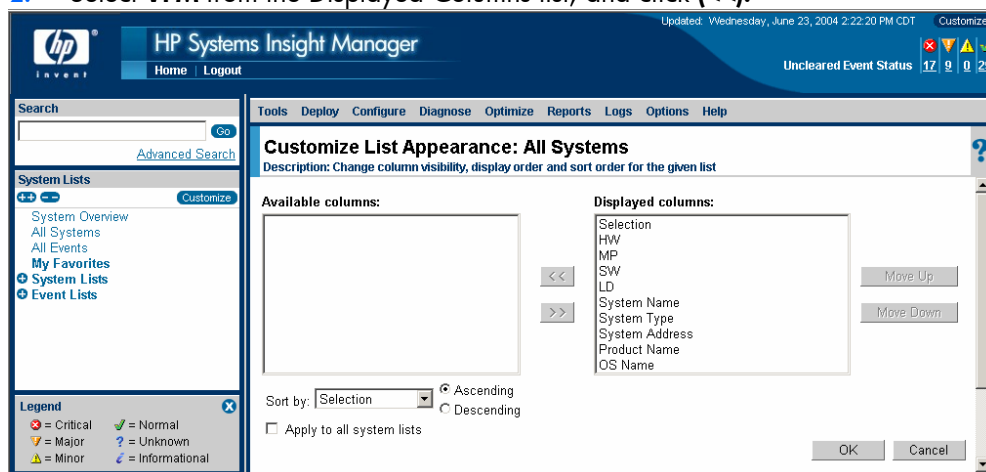 2. Select VPM from the Displayed Columns list, and click (<<).
Updated: Wednesday, June 23, 2004 2:22:20 PM CDT Customize
hp
invent
HP Systems Insight Manager
Home | Logout
Uncleared Event Status 17 9 0 2
Search
Go
Advanced Search
Tools Deploy Configure Diagnose Optimize Reports Logs Options Help
Customize List Appearance: All Systems
Description: Change column visibility, display order and sort order for the given list
?
System Lists
Customize
System Overview
All Systems
All Events
My Favorites
System Lists
Event Lists
Available columns:
Displayed columns:
Selection
HW
MP
SW
LD
System Name
System Type
System Address
Product Name
OS Name
<<
>>
Move Up
Move Down
Sort by: Selection
Ascending
Descending
Apply to all system lists
OK Cancel
Legend
= Critical = Normal
= Major ? = Unknown
= Minor i = Informational